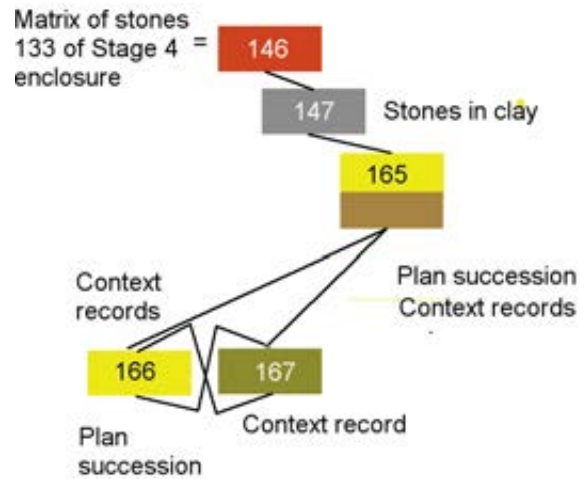 Matrix of stones
133 of Stage 4 =
enclosure
146
147
Stones in clay
165
Context
records
Plan succession
Context records
166
167
Context record
Plan
succession